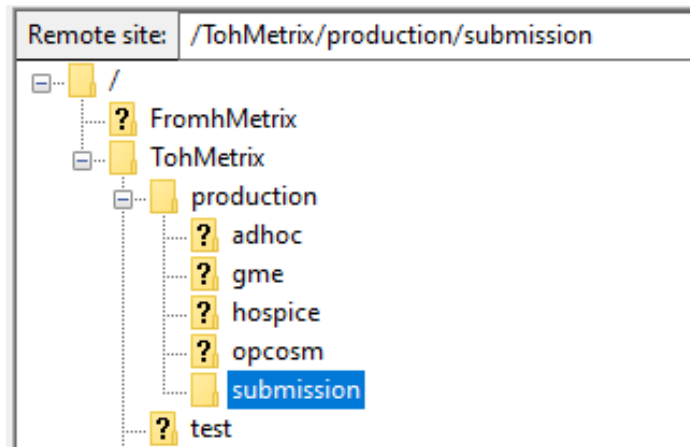 Remote site: /TohMetrix/production/submission
/
FromhMetrix
TohMetrix
production
adhoc
gme
hospice
opcosm
submission
test